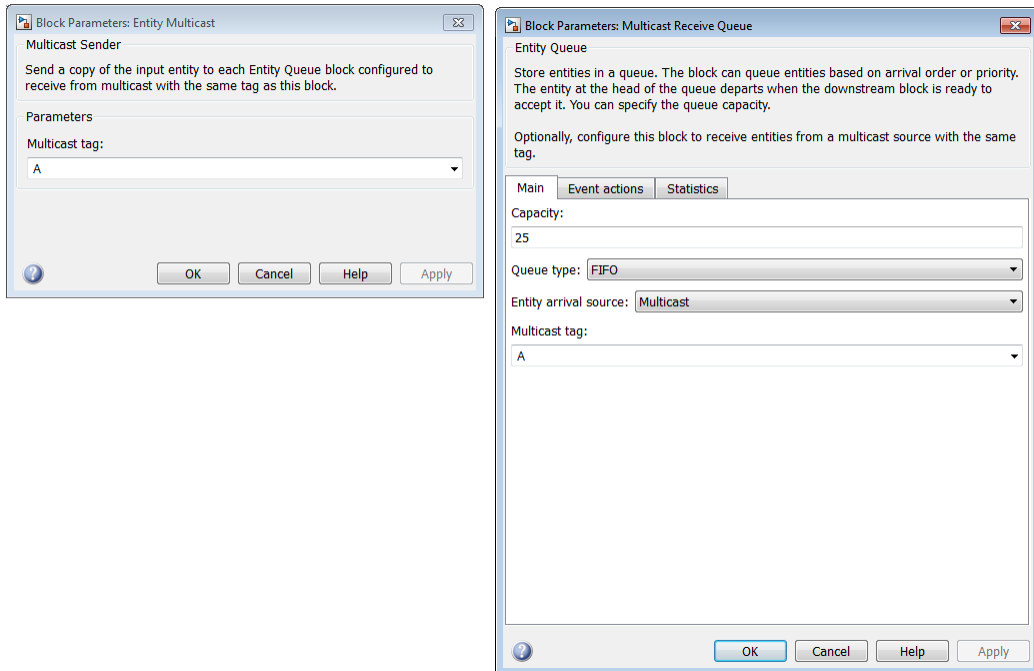 Block Parameters: Entity Multicast
Multicast Sender
Send a copy of the input entity to each Entity Queue block configured to
receive from multicast with the same tag as this block.
Parameters
Multicast tag:
A
OK Cancel Help Apply
Block Parameters: Multicast Receive Queue
Entity Queue
Store entities in a queue. The block can queue entities based on arrival order or priority.
The entity at the head of the queue departs when the downstream block is ready to
accept it. You can specify the queue capacity.
Optionally, configure this block to receive entities from a multicast source with the same
tag.
Main Event actions Statistics
Capacity:
25
Queue type: FIFO
Entity arrival source: Multicast
Multicast tag:
A
OK Cancel Help Apply